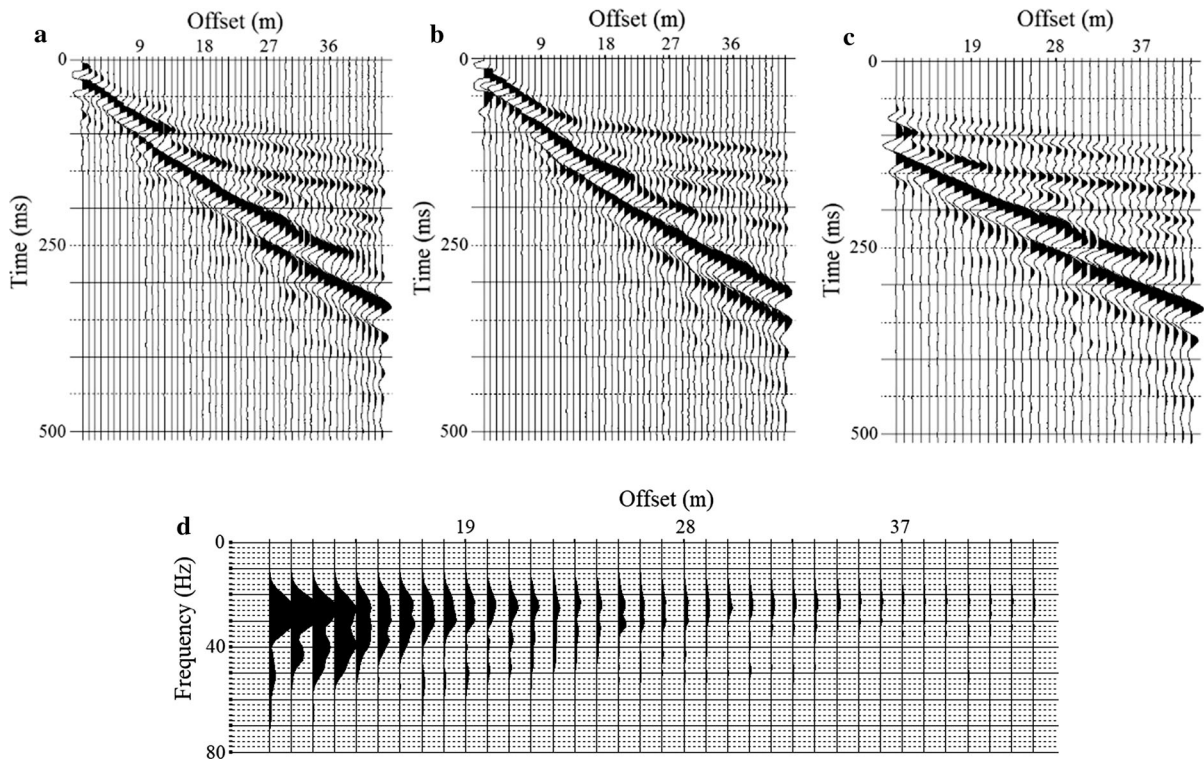 a
Offset (m)
9 18 27 36
0
250
500
Time (ms)
b
Offset (m)
9 18 27 36
0
250
500
Time (ms)
c
Offset (m)
19 28 37
0
250
500
Time (ms)
d
Offset (m)
19 28 37
0
40
80
Frequency (Hz)